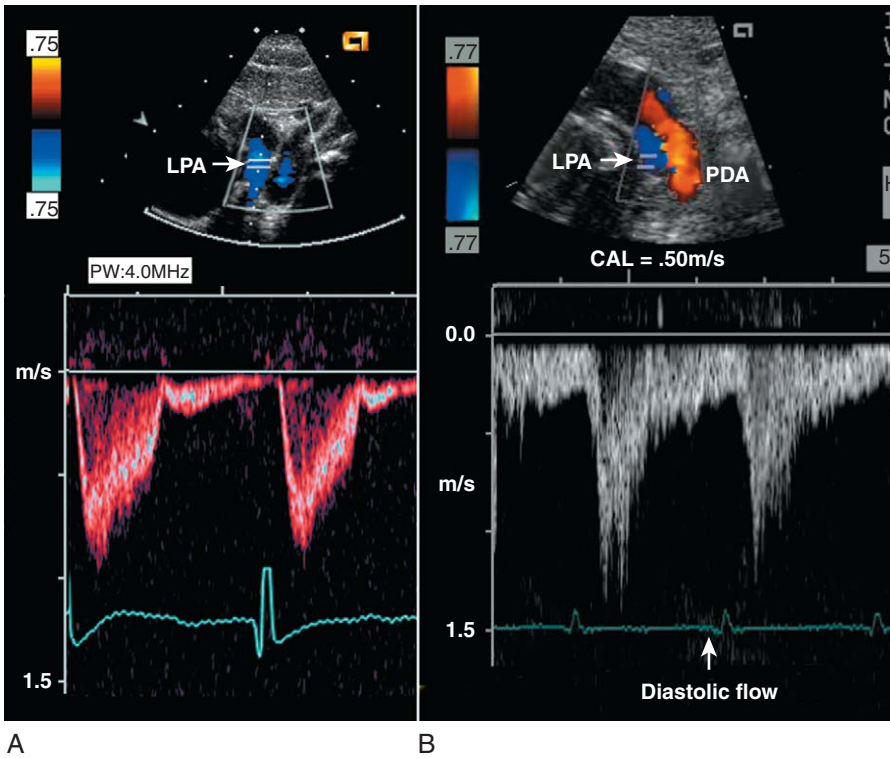 .75
.75
LPA
PW:4.0MHz
m/s
1.5
.77
.77
LPA
PDA
CAL = .50m/s
5
0.0
m/s
1.5
Diastolic flow
A
B